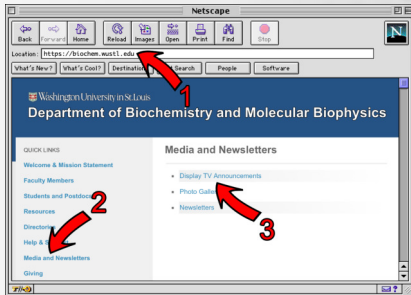 Netscape
Back Forward Home Reload Images Open Print Find Stop
N
Location: https://biochem.wustl.edu
What's New? What's Cool? Destination Search People Software
1
Washington University in St. Louis
Department of Biochemistry and Molecular Biophysics
QUICK LINKS
Media and Newsletters
Welcome & Mission Statement
Faculty Members
Display TV Announcements
Students and Postdocs
Photo
2
Resources
Newsletters
3
Help &
Media and Newsletters
Giving